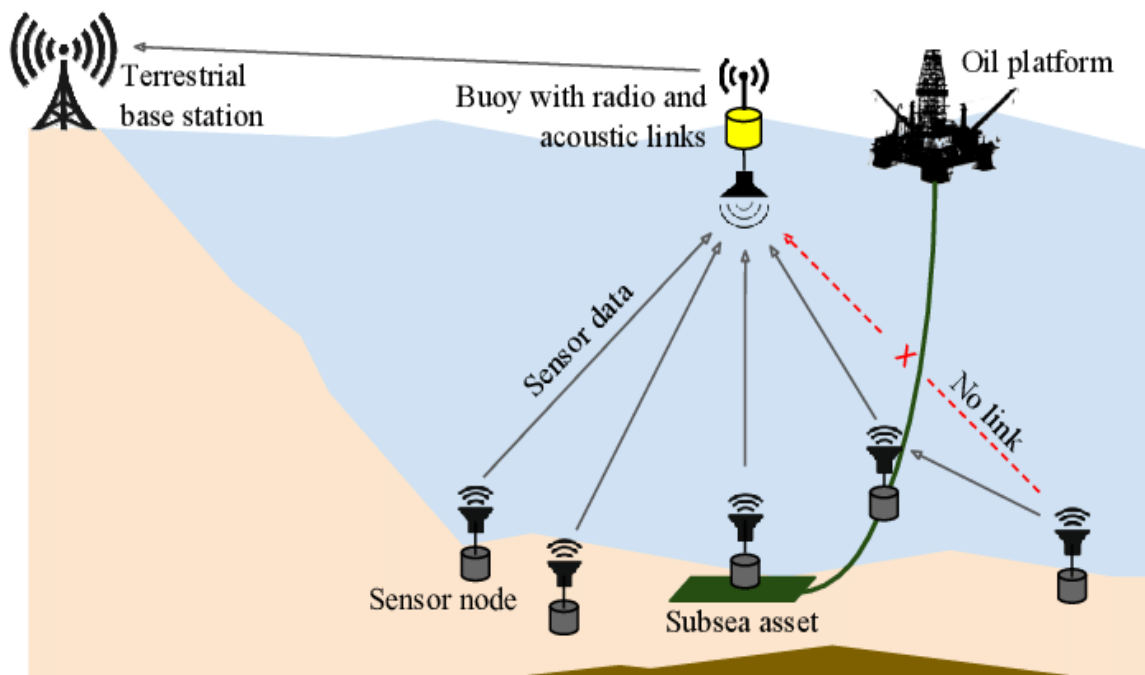 Terrestrial
base station
Buoy with radio and
acoustic links
Oil platform
Sensor data
No link
X
Sensor node
Subsea asset